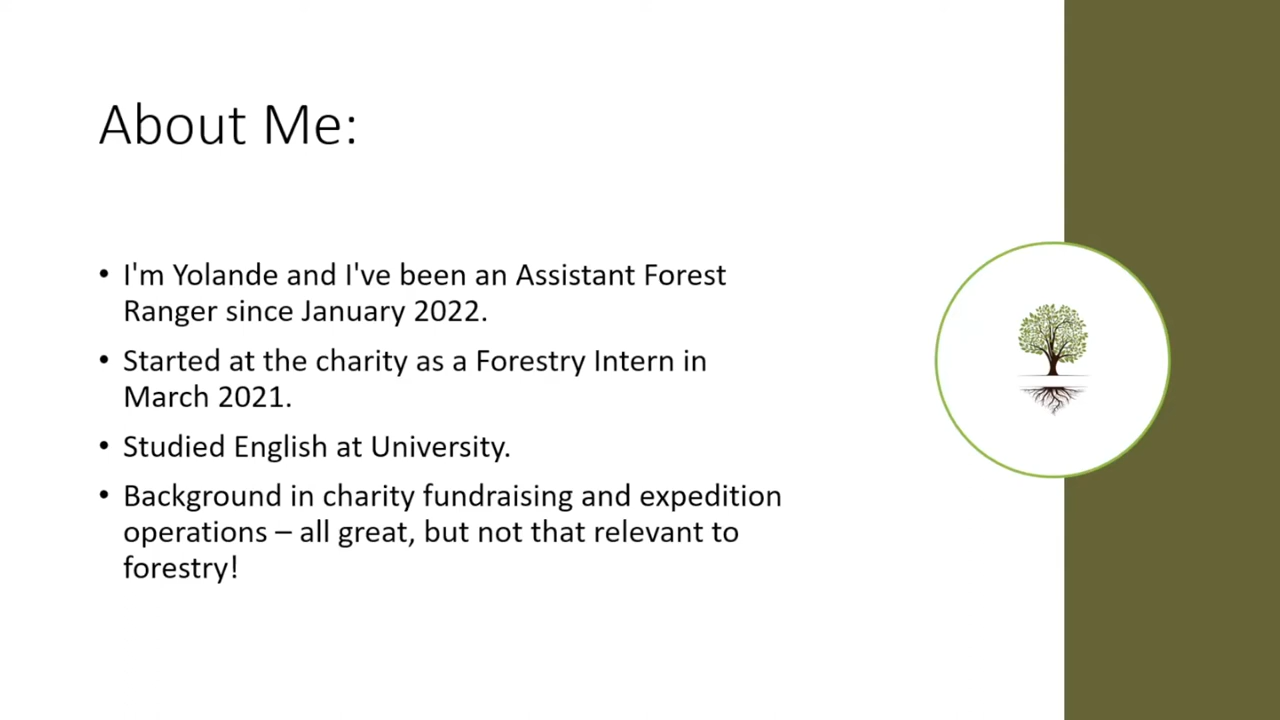 About Me:
• I'm Yolande and I've been an Assistant Forest
Ranger since January 2022.
• Started at the charity as a Forestry Intern in
March 2021.
• Studied English at University.
• Background in charity fundraising and expedition
operations – all great, but not that relevant to
forestry!